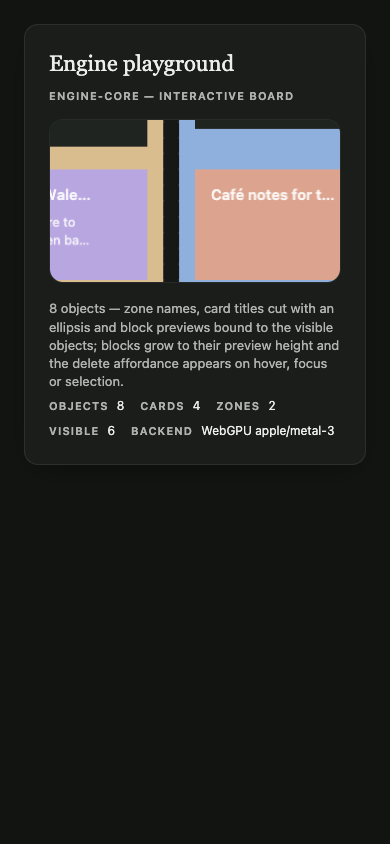 Engine playground
ENGINE-CORE — INTERACTIVE BOARD
Café notes for t...
re to
8 objects — zone names, card titles cut with an
ellipsis and block previews bound to the visible
objects; blocks grow to their preview height and
the delete affordance appears on hover, focus
or selection.
OBJECTS 8 CARDS 4 ZONES 2
VISIBLE 6 BACKEND WebGPU apple/metal-3